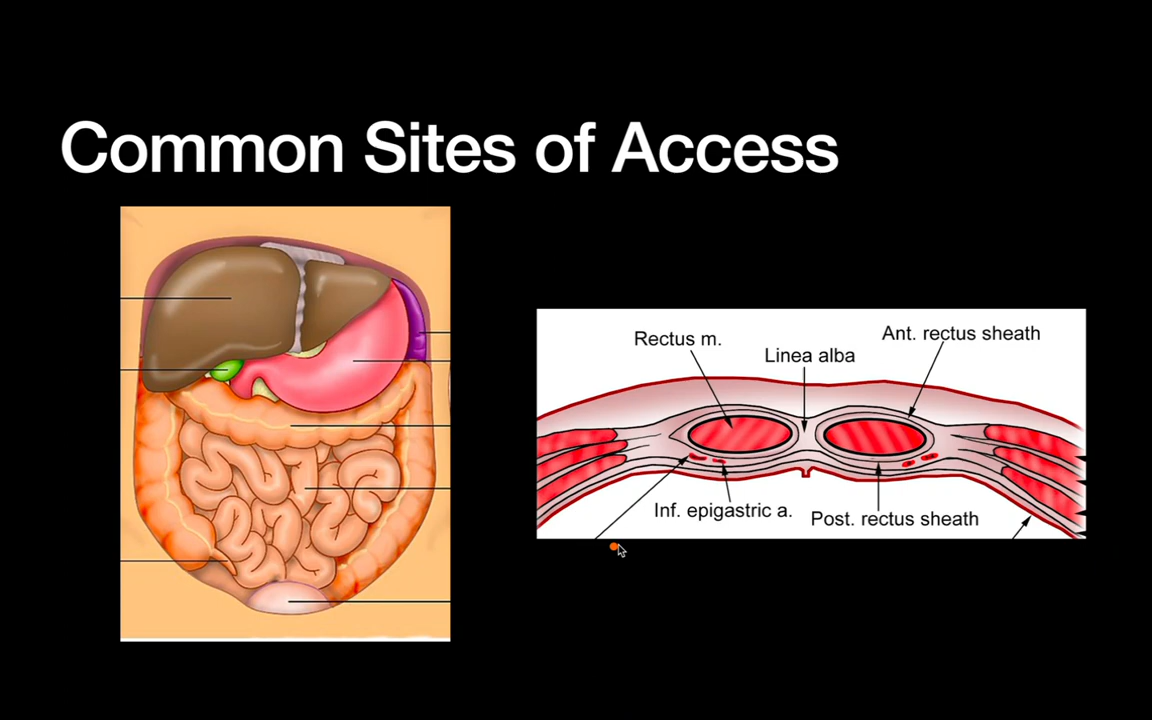 Common Sites of Access
Rectus m.
Linea alba
Ant. rectus sheath
Inf. epigastric a.
Post. rectus sheath